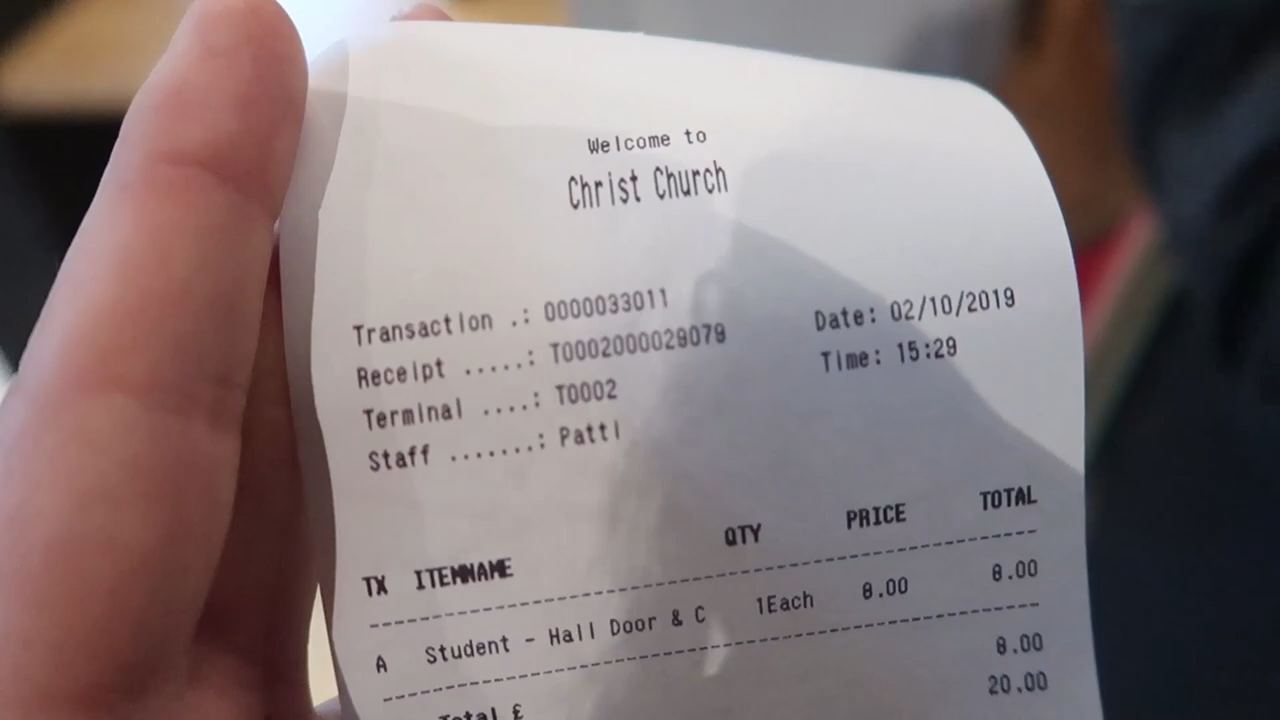 Welcome to
Christ Church
Transaction .: 0000033011
Receipt .....: T0002000029079
Terminal ....: T0002
Staff .......: Patti
Date: 02/10/2019
Time: 15:29
TX ITEMNAME QTY PRICE TOTAL
A Student - Hall Door & C 1Each 8.00 8.00
Total £ 8.00
20.00